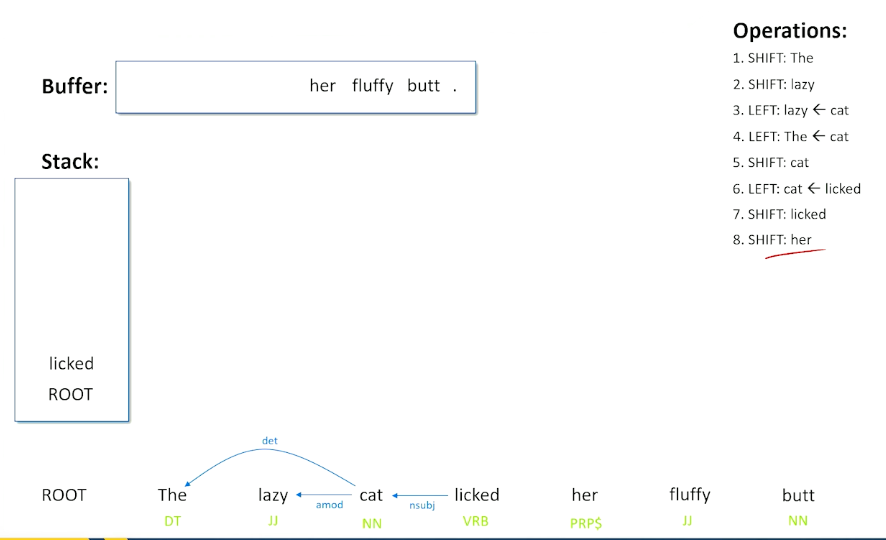 Operations:
1. SHIFT: The
2. SHIFT: lazy
3. LEFT: lazy ← cat
4. LEFT: The ← cat
5. SHIFT: cat
6. LEFT: cat ← licked
7. SHIFT: licked
8. SHIFT: her
Buffer: her fluffy butt .
Stack:
licked
ROOT
det
ROOT The lazy cat licked her fluffy butt
amod nsubj
DT JJ NN VRB PRP$ JJ NN